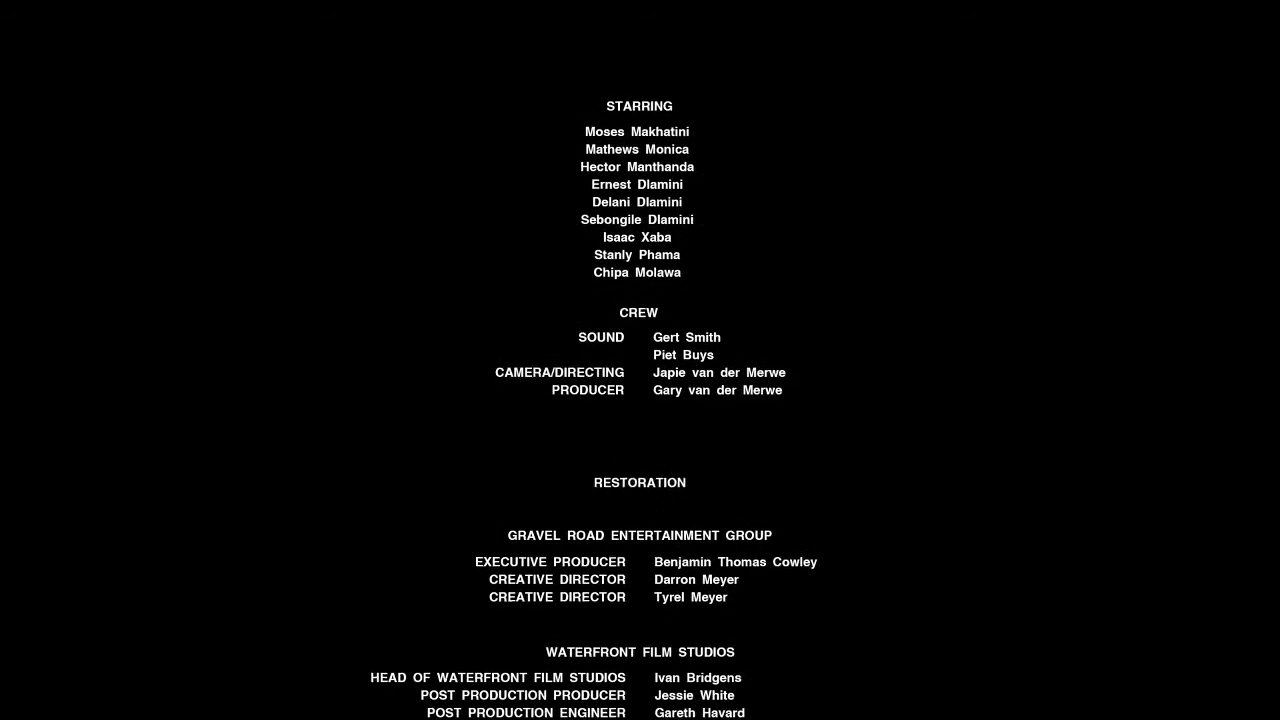 STARRING
Moses Makhatini
Mathews Monica
Hector Manthanda
Ernest Dlamini
Delani Dlamini
Sebongile Dlamini
Isaac Xaba
Stanly Phama
Chipa Molawa
CREW
SOUND Gert Smith
Piet Buys
CAMERA/DIRECTING Japie van der Merwe
PRODUCER Gary van der Merwe
RESTORATION
GRAVEL ROAD ENTERTAINMENT GROUP
EXECUTIVE PRODUCER Benjamin Thomas Cowley
CREATIVE DIRECTOR Darron Meyer
CREATIVE DIRECTOR Tyrel Meyer
WATERFRONT FILM STUDIOS
HEAD OF WATERFRONT FILM STUDIOS Ivan Bridgens
POST PRODUCTION PRODUCER Jessie White
POST PRODUCTION ENGINEER Gareth Havard